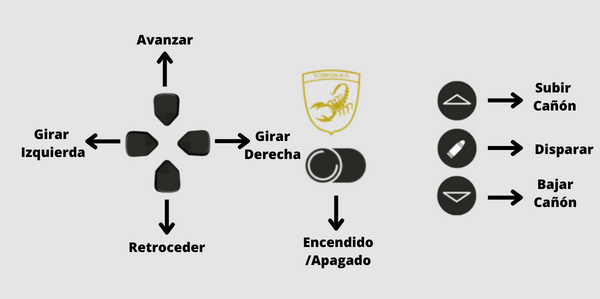 Avanzar
Girar
Izquierda
Girar
Derecha
Retroceder
Encendido
/Apagado
Subir
Cañón
Disparar
Bajar
Cañón